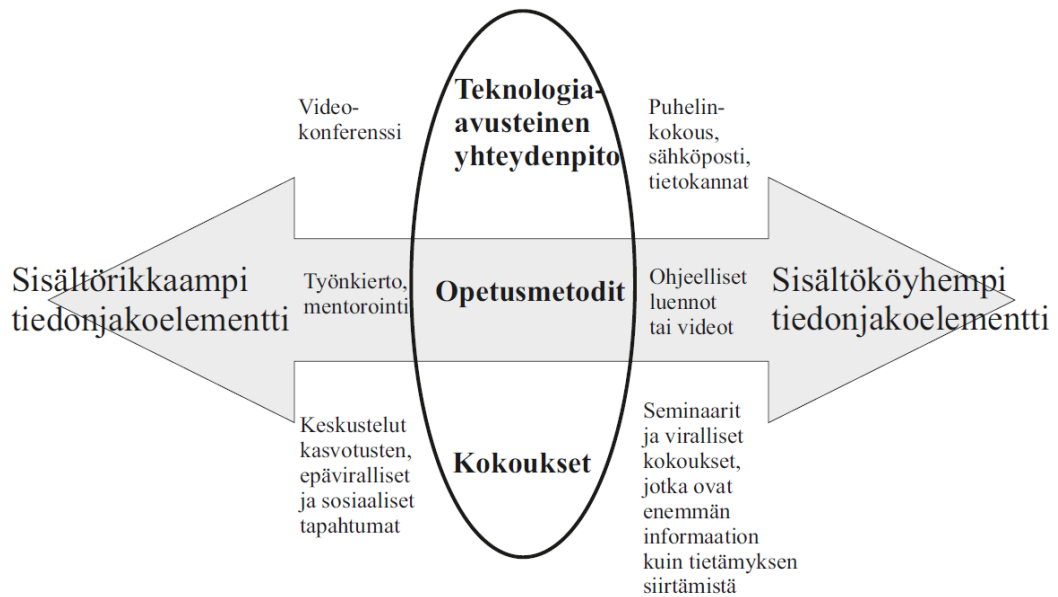 Video-
konferenssi
Teknologia-
avusteinen
yhteydenpito
Puhelin-
kokous,
sähköposti,
tietokannat
Sisältörikkaampi
tiedonjakoelementti
Työnkierto,
mentorointi
Opetusmetodit
Ohjeelliset
luennot
tai videot
Sisältököyhempi
tiedonjakoelementti
Keskustelut
kasvotusten,
epäviralliset
ja sosiaaliset
tapahtumat
Kokoukset
Seminaarit
ja viralliset
kokoukset,
jotka ovat
enemmän
informaation
kuin tietämyksen
siirtämistä